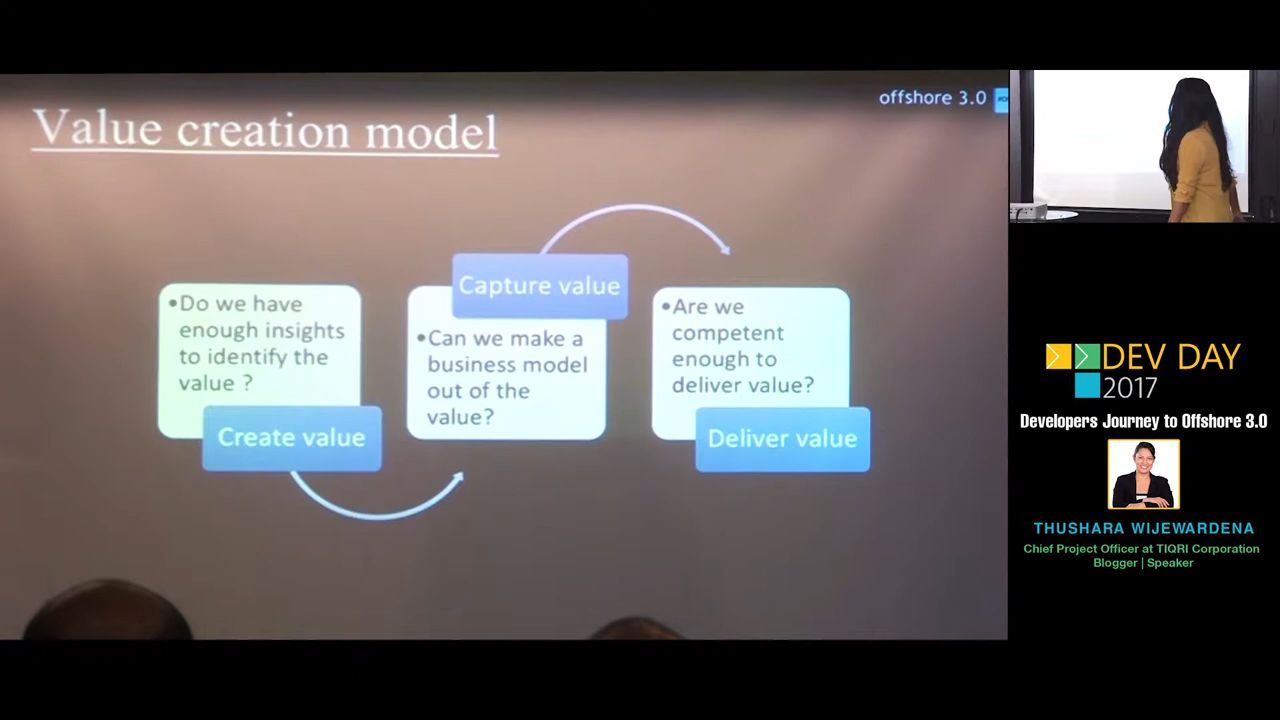 Value creation model
offshore 3.0
•Do we have
enough insights
to identify the
value ?
Create value
Capture value
•Can we make a
business model
out of the
value?
•Are we
competent
enough to
deliver value?
Deliver value
DEV DAY
2017
Developers Journey to Offshore 3.0
THUSHARA WIJEWARDENA
Chief Project Officer at TIQRI Corporation
Blogger | Speaker